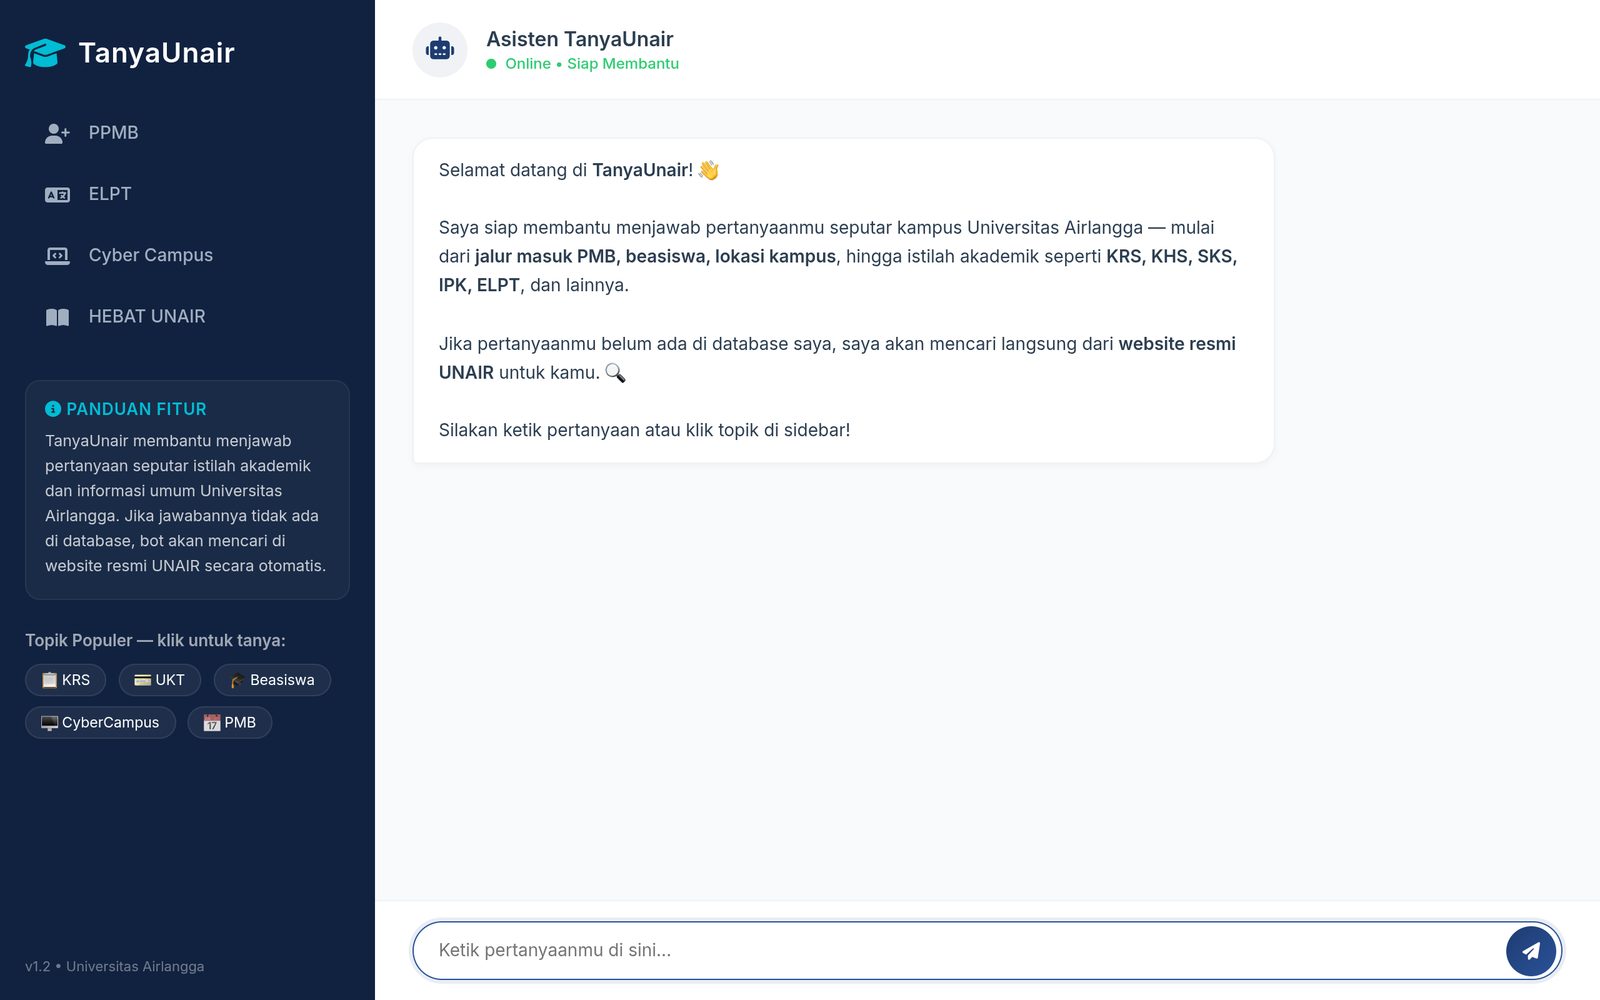 TanyaUnair
PPMB
ELPT
Cyber Campus
HEBAT UNAIR
PANDUAN FITUR
TanyaUnair membantu menjawab
pertanyaan seputar istilah akademik
dan informasi umum Universitas
Airlangga. Jika jawabannya tidak ada
di database, bot akan mencari di
website resmi UNAIR secara otomatis.
Topik Populer — klik untuk tanya:
📋 KRS
💳 UKT
🎓 Beasiswa
🖥️ CyberCampus
📅 PMB
v1.2 • Universitas Airlangga
Asisten TanyaUnair
Online • Siap Membantu
Selamat datang di TanyaUnair! 👋
Saya siap membantu menjawab pertanyaanmu seputar kampus Universitas Airlangga — mulai
dari jalur masuk PMB, beasiswa, lokasi kampus, hingga istilah akademik seperti KRS, KHS, SKS,
IPK, ELPT, dan lainnya.
Jika pertanyaanmu belum ada di database saya, saya akan mencari langsung dari website resmi
UNAIR untuk kamu. 🔍
Silakan ketik pertanyaan atau klik topik di sidebar!
Ketik pertanyaanmu di sini...